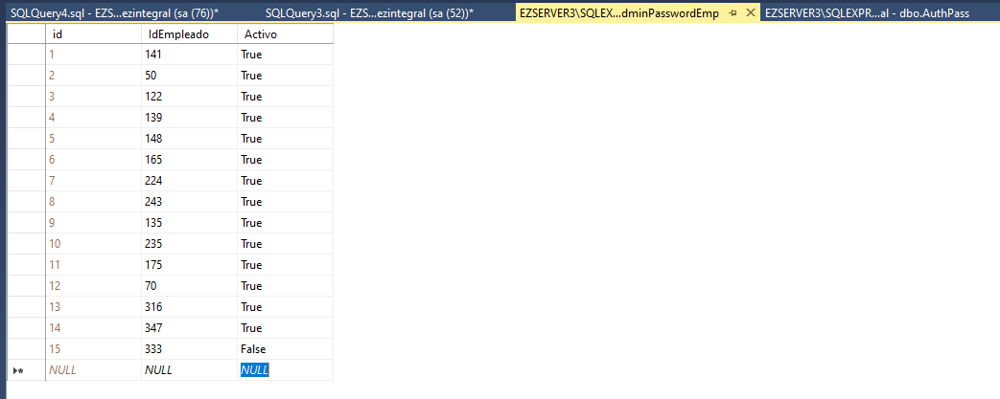 SQLQuery4.sql - EZS...ezintegral (sa (76))* SQLQuery3.sql - EZS...ezintegral (sa (52))* EZSERVER3\SQLEX...dminPasswordEmp EZSERVER3\SQLEXPR...al - dbo.AuthPass
id IdEmpleado Activo
1 141 True
2 50 True
3 122 True
4 139 True
5 148 True
6 165 True
7 224 True
8 243 True
9 135 True
10 235 True
11 175 True
12 70 True
13 316 True
14 347 True
15 333 False
NULL NULL NULL